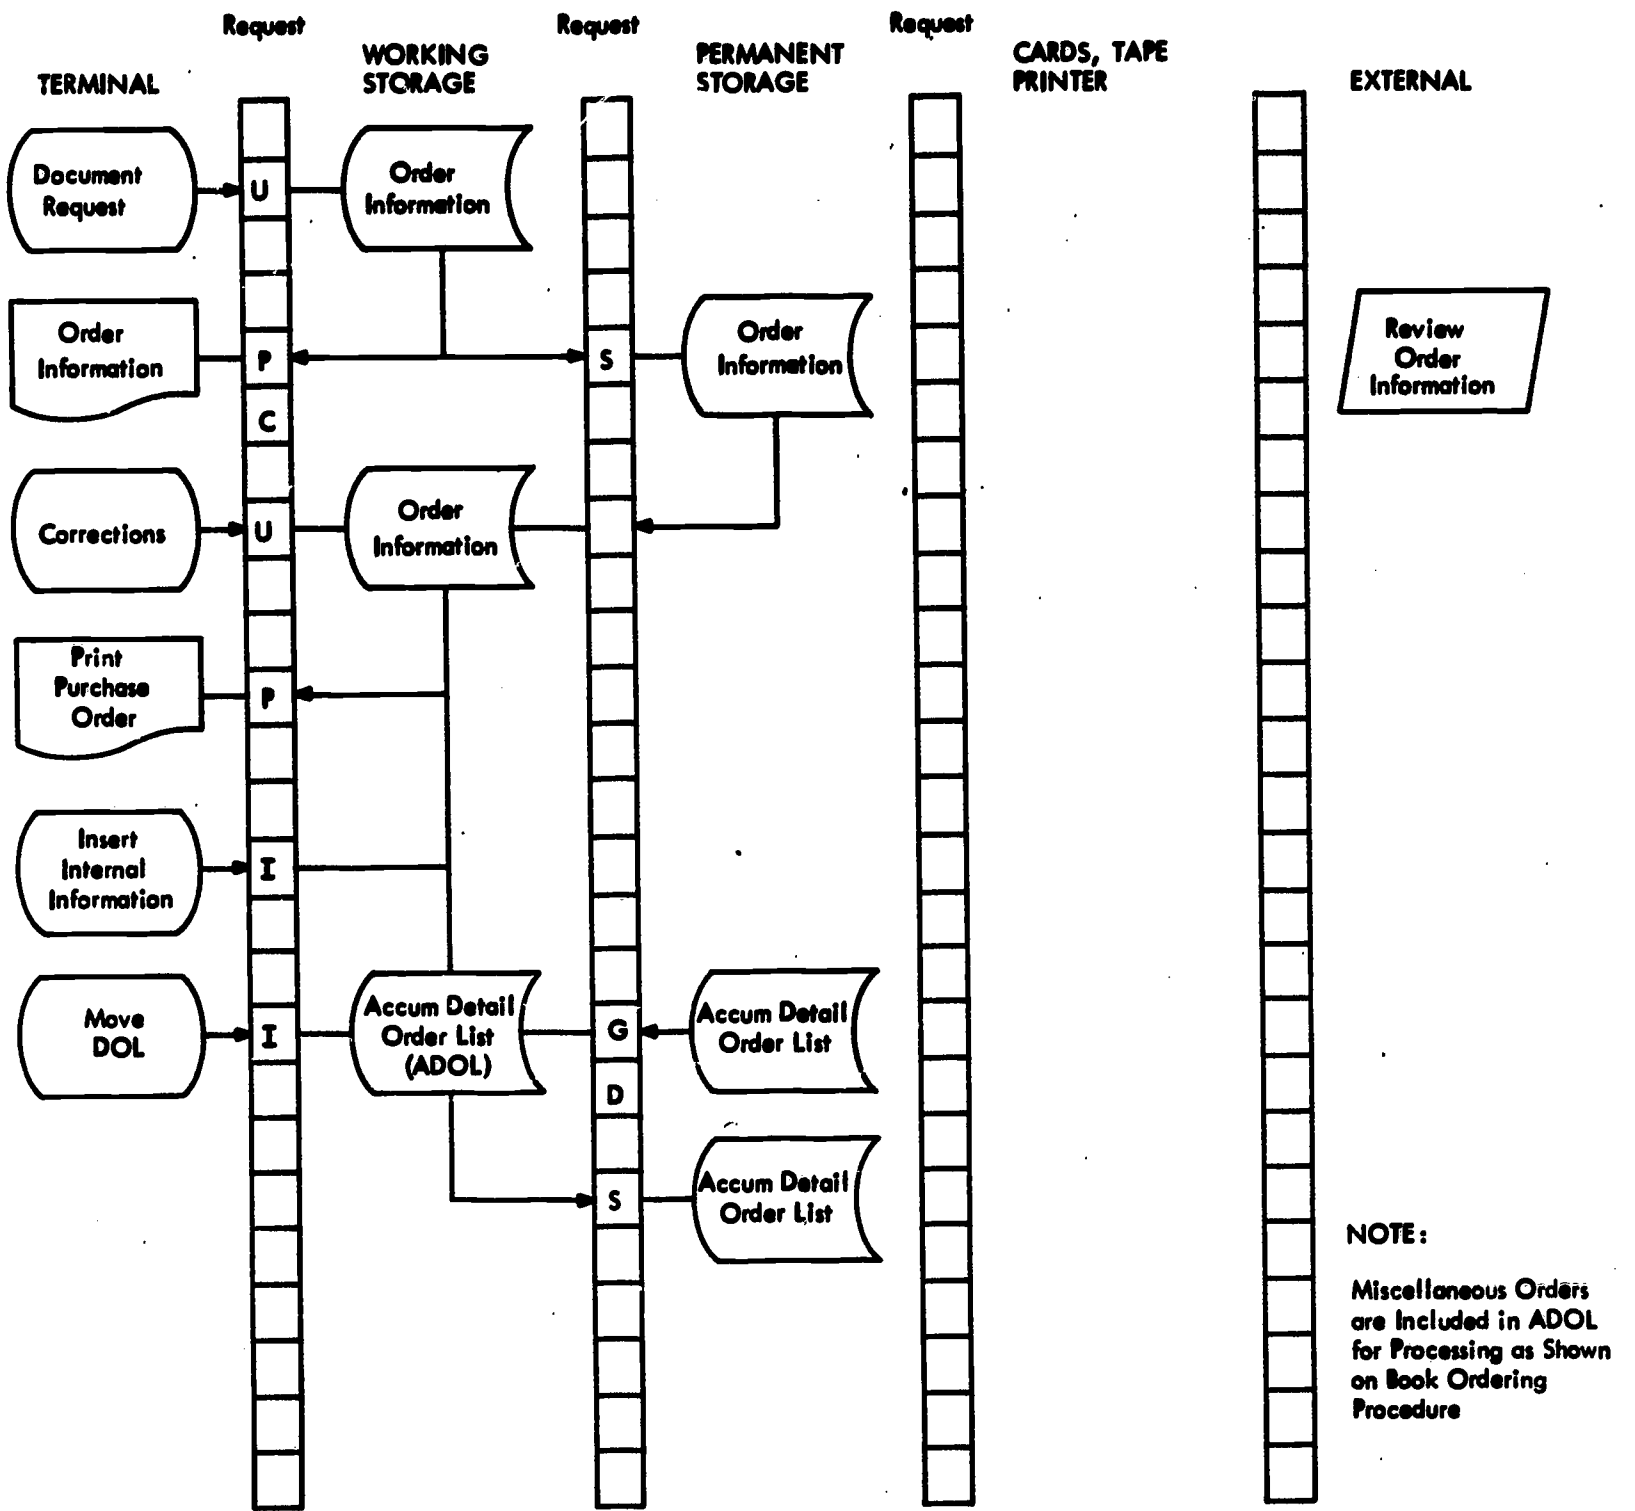 Request
Request
Request
TERMINAL
WORKING
STORAGE
PERMANENT
STORAGE
CARDS, TAPE
PRINTER
EXTERNAL
Document
Request
U
Order
Information
Order
Information
P
S
Order
Information
Review
Order
Information
C
Corrections
U
Order
Information
Print
Purchase
Order
P
Insert
Internal
Information
I
Move
DOL
I
Accum Detail
Order List
(ADOL)
G
Accum Detail
Order List
D
S
Accum Detail
Order List
NOTE:
Miscellaneous Orders
are Included in ADOL
for Processing as Shown
on Book Ordering
Procedure